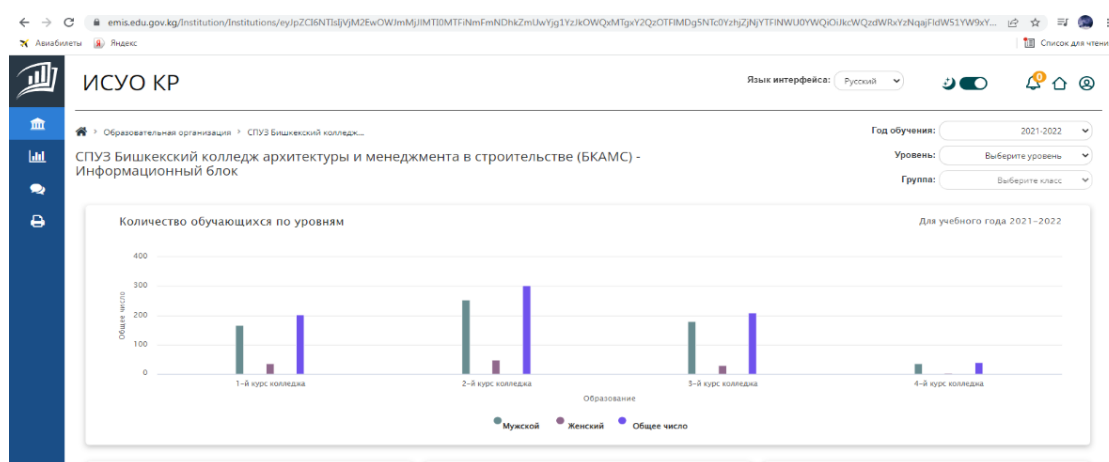 emis.edu.gov.kg/Institution/Institutions/
Авиабилеты Яндекс
Список для чтени
ИСУО КР
Язык интерфейса: Русский
0
Образовательная организация СПУЗ Бишкекский колледж...
Год обучения: 2021-2022
СПУЗ Бишкекский колледж архитектуры и менеджмента в строительстве (БКАМС) -
Информационный блок
Уровень: Выберите уровень
Группа: Выберите класс
Количество обучающихся по уровням
Для учебного года 2021-2022
400
300
200
100
0
Общее число
1-й курс колледжа 2-й курс колледжа 3-й курс колледжа 4-й курс колледжа
Образование
Мужской Женский Общее число